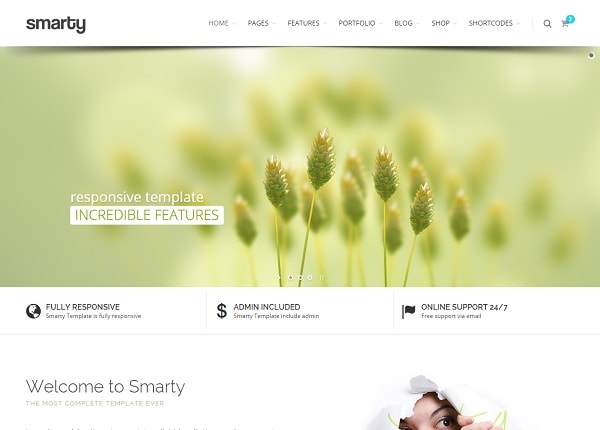 smarty
HOME PAGES FEATURES PORTFOLIO BLOG SHOP SHORTCODES
2
responsive template
INCREDIBLE FEATURES
FULLY RESPONSIVE
Smarty Template is fully responsive
ADMIN INCLUDED
Smarty Template include admin
ONLINE SUPPORT 24/7
Free support via email
Welcome to Smarty
THE MOST COMPLETE TEMPLATE EVER